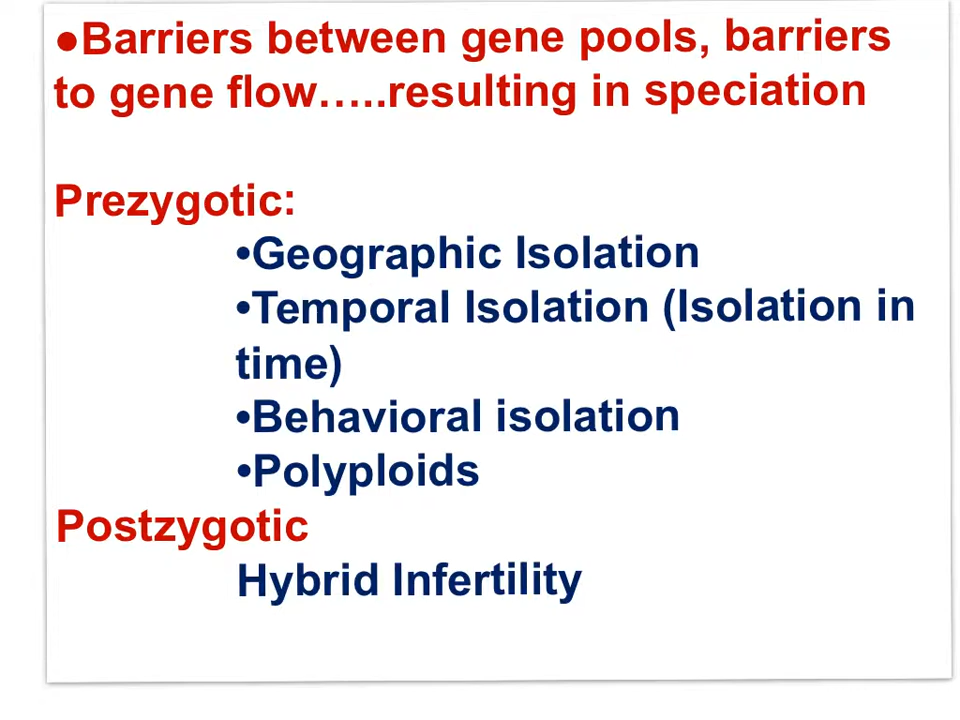 ●Barriers between gene pools, barriers
to gene flow…..resulting in speciation
Prezygotic:
•Geographic Isolation
•Temporal Isolation (Isolation in
time)
•Behavioral isolation
•Polyploids
Postzygotic
Hybrid Infertility